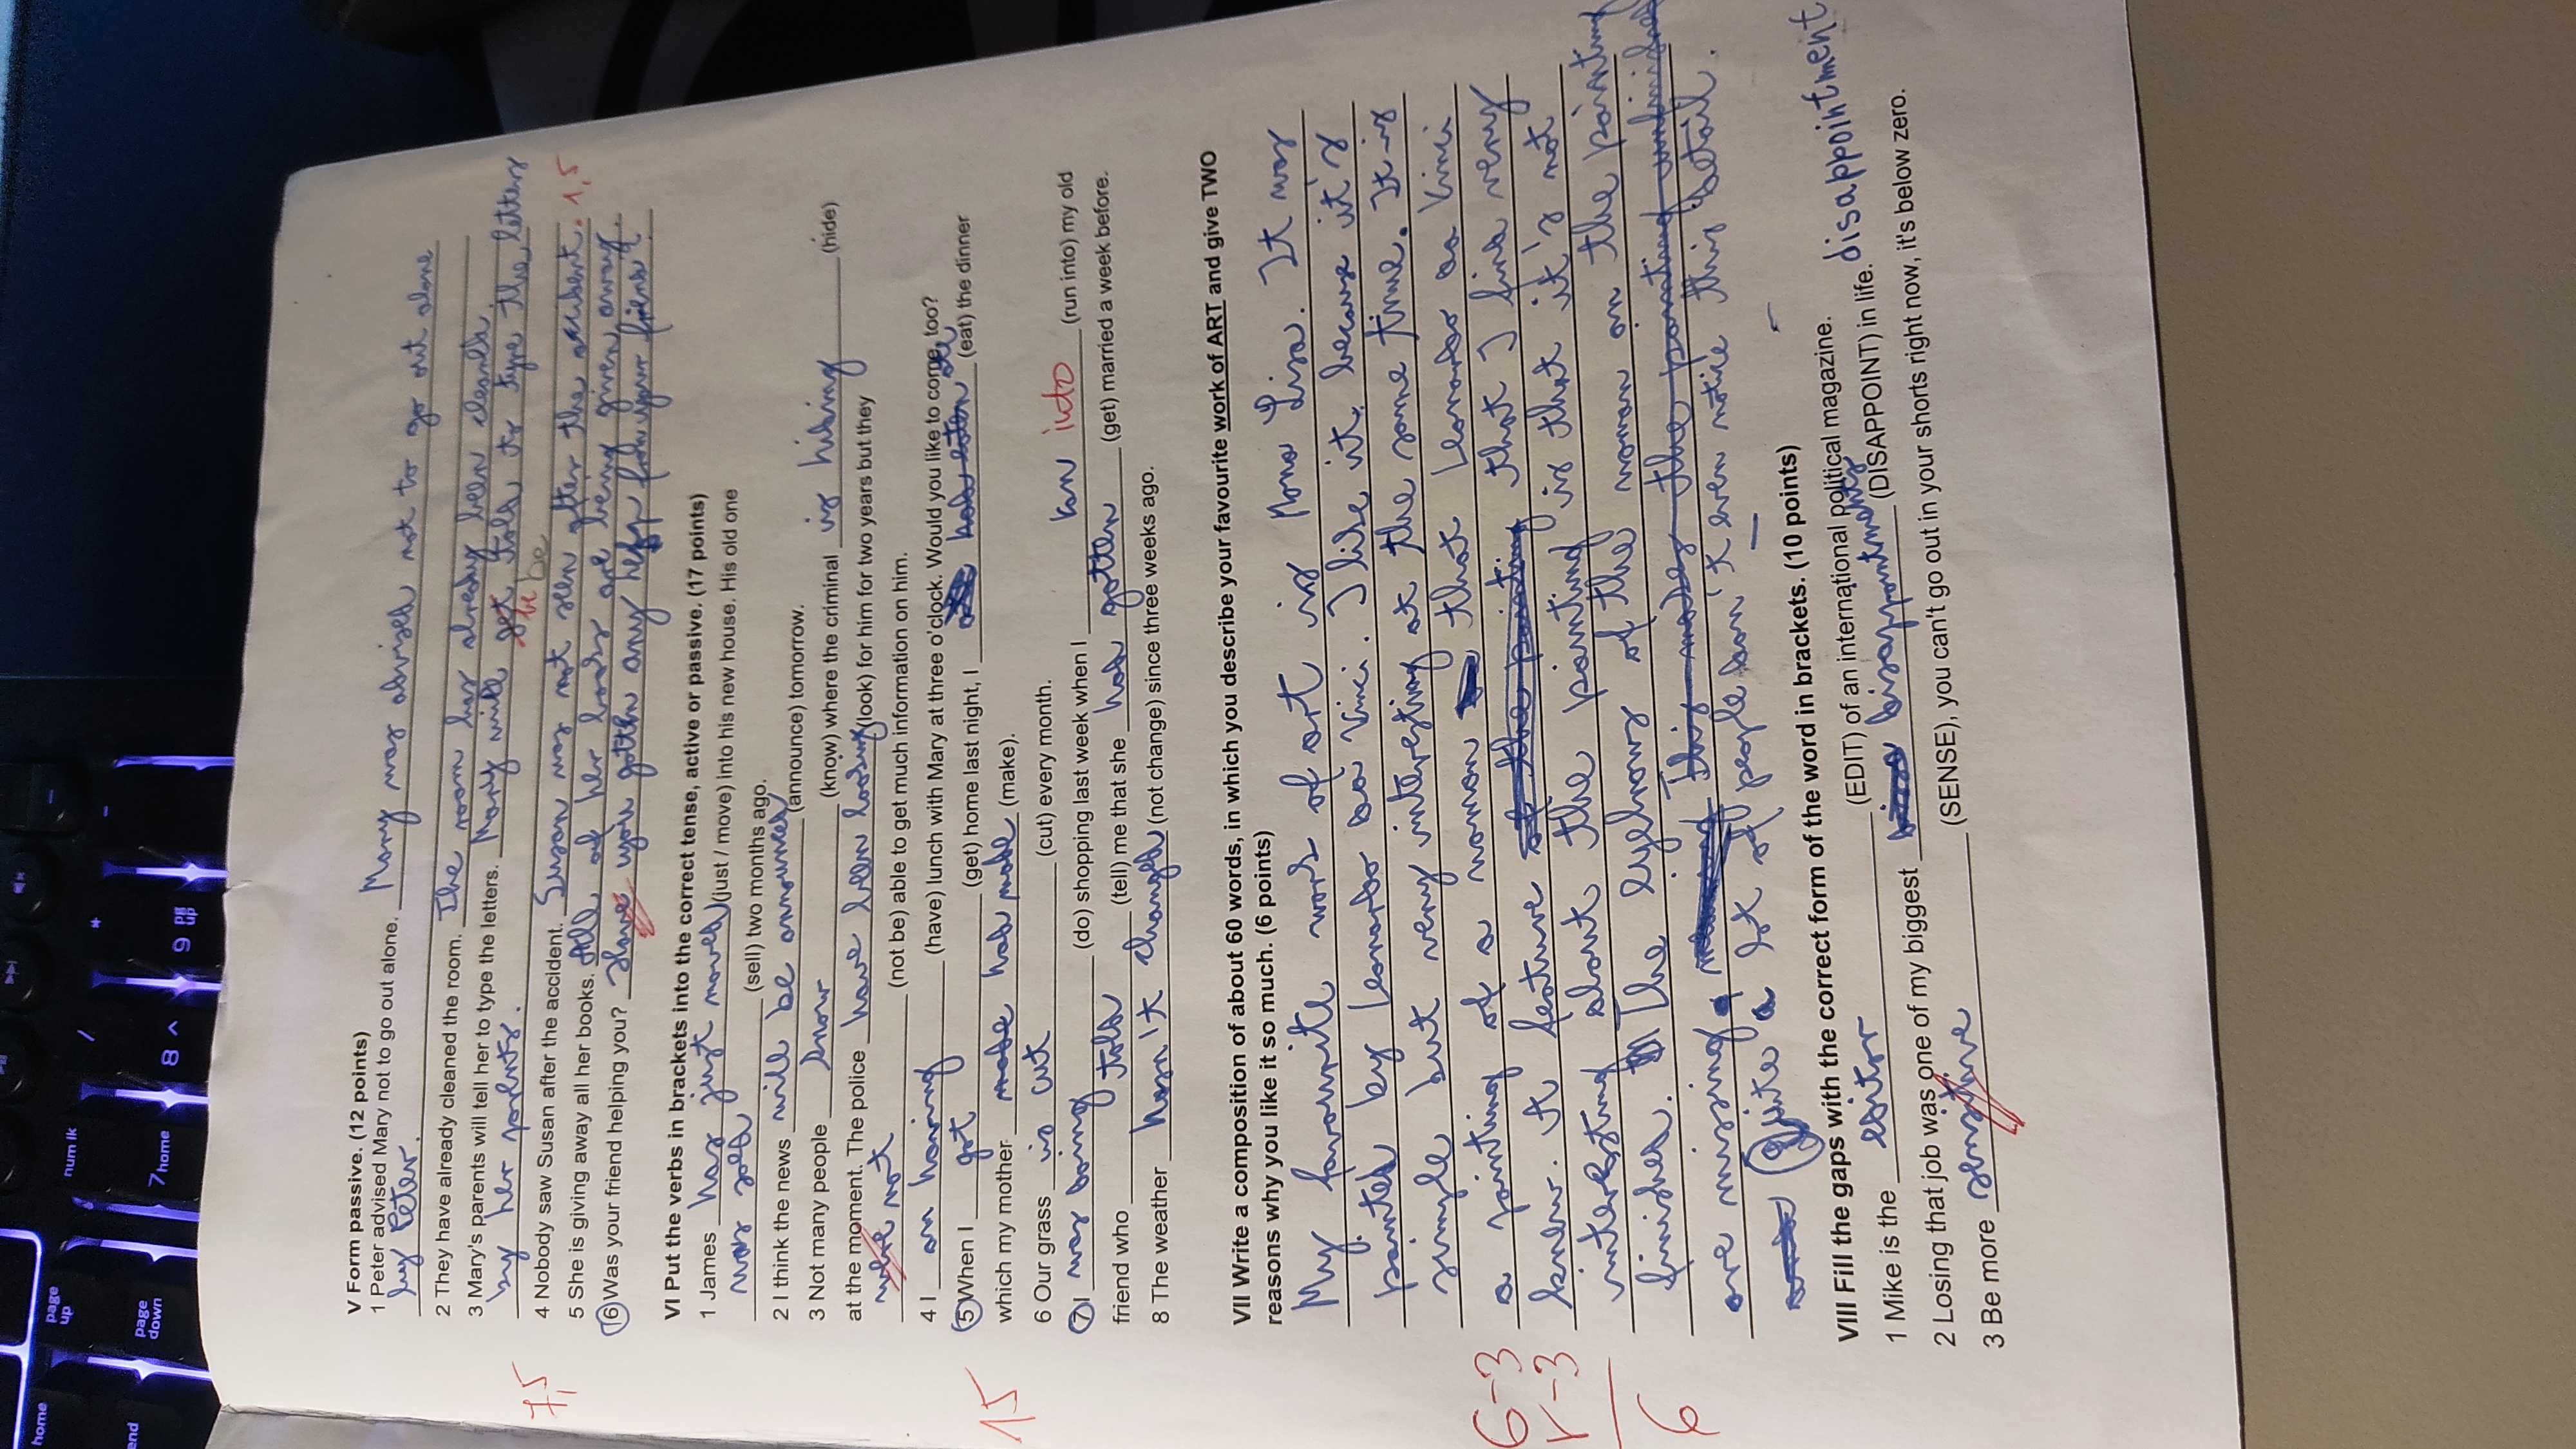 home
page
up
num lk
/
*
-
end
page
down
7 home
8 ^
9 pg
up
V Form passive. (12 points)
1 Peter advised Mary not to go out alone. Mary was advised not to go out alone
by Peter.
2 They have already cleaned the room. The room has already been cleaned.
3 Mary's parents will tell her to type the letters. Mary will get told to type the letters
by her parents. be be
7,5
4 Nobody saw Susan after the accident. Susan was not seen after the accident. 1,5
5 She is giving away all her books. All of her books are being given away.
6 Was your friend helping you? Have you gotten any help from your friend?
VI Put the verbs in brackets into the correct tense, active or passive. (17 points)
1 James has just moved (just / move) into his new house. His old one
was sold (sell) two months ago.
2 I think the news will be announced (announce) tomorrow.
3 Not many people know (know) where the criminal is hiding (hide)
at the moment. The police have been looking (look) for him for two years but they
were not (not be) able to get much information on him.
4 I am having (have) lunch with Mary at three o'clock. Would you like to come, too?
5 When I got (get) home last night, I had eaten ate (eat) the dinner
15
which my mother made had made (make).
6 Our grass is cut (cut) every month.
7 I was doing (do) shopping last week when I ran into (run into) my old
friend who told (tell) me that she had gotten (get) married a week before.
8 The weather hasn't changed (not change) since three weeks ago.
VII Write a composition of about 60 words, in which you describe your favourite work of ART and give TWO
reasons why you like it so much. (6 points)
My favourite work of art is Mona Lisa. It was
painted by Leonardo da Vinci. I like it because it's
simple but very interesting at the same time. It is
6-3 a painting of a woman that Leonardo da Vinci
r-3 knew. A feature of the painting that I find very
interesting about the painting is that it's not
6 finished. The eyebrows of the woman on the painting
are missing. This makes the painting unfinished
and Quite a lot of people don't even notice this detail.
VIII Fill the gaps with the correct form of the word in brackets. (10 points)
1 Mike is the editor (EDIT) of an international political magazine.
2 Losing that job was one of my biggest disappointments (DISAPPOINT) in life. disappointment
3 Be more sensitive (SENSE), you can't go out in your shorts right now, it's below zero.